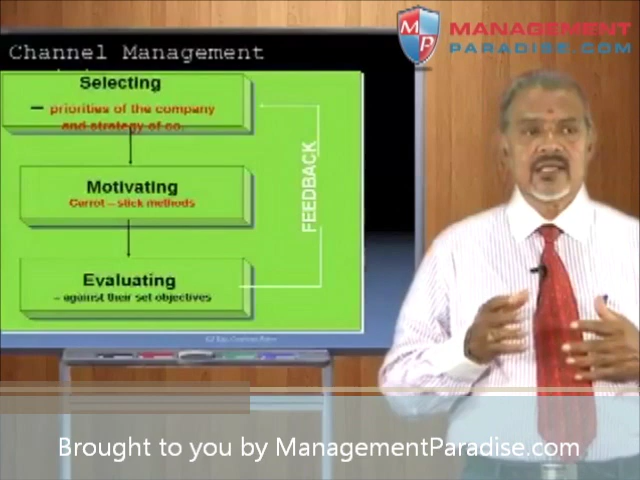 MP
MANAGEMENT
PARADISE.COM
Channel Management
Selecting
– priorities of the company
and strategy of co.
Motivating
Carrot – stick methods
FEEDBACK
Evaluating
– against their set objectives
Brought to you by ManagementParadise.com